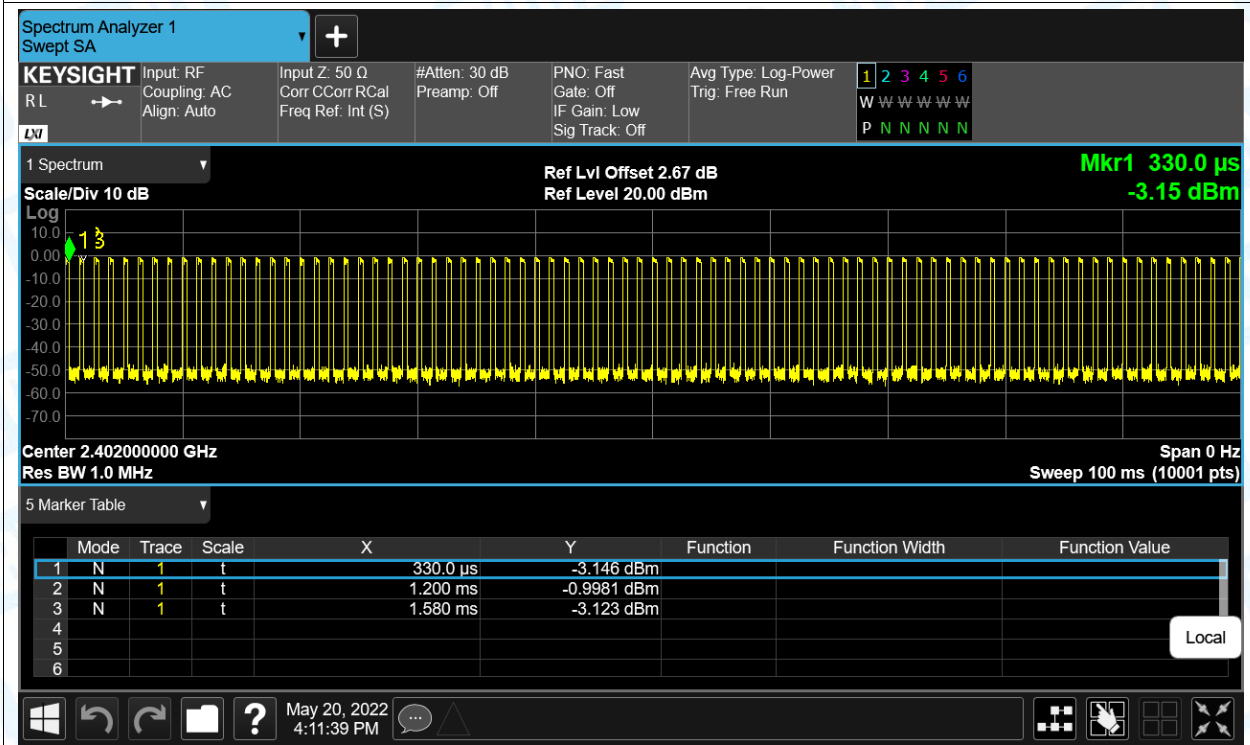 Spectrum Analyzer 1
Swept SA
KEYSIGHT
RL
LXI
Input: RF
Coupling: AC
Align: Auto
Input Z: 50 Ω
Corr CCorr RCal
Freq Ref: Int (S)
#Atten: 30 dB
Preamp: Off
PNO: Fast
Gate: Off
IF Gain: Low
Sig Track: Off
Avg Type: Log-Power
Trig: Free Run
1 2 3 4 5 6
W W W W W W
P N N N N N
1 Spectrum
Scale/Div 10 dB
Ref Lvl Offset 2.67 dB
Ref Level 20.00 dBm
Mkr1 330.0 µs
-3.15 dBm
Log
10.0
0.00
-10.0
-20.0
-30.0
-40.0
-50.0
-60.0
-70.0
1 3
Center 2.402000000 GHz
Res BW 1.0 MHz
Span 0 Hz
Sweep 100 ms (10001 pts)
5 Marker Table
Mode Trace Scale X Y Function Function Width Function Value
1 N 1 t 330.0 µs -3.146 dBm
2 N 1 t 1.200 ms -0.9981 dBm
3 N 1 t 1.580 ms -3.123 dBm
4
5
6
Local
?
May 20, 2022
4:11:39 PM